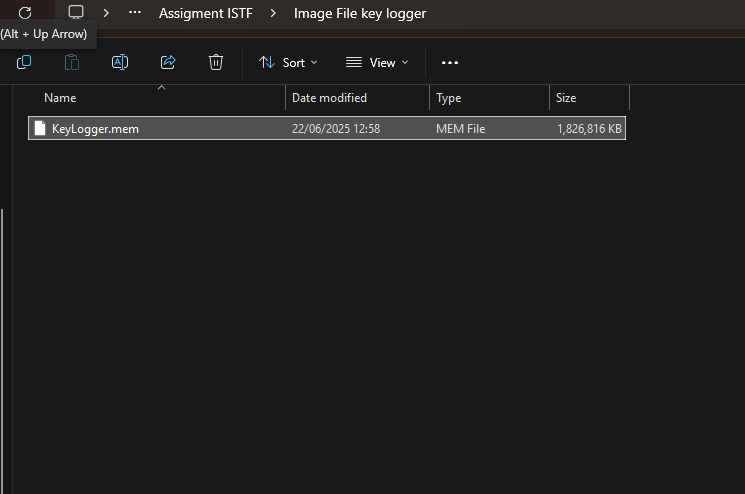 Assigment ISTF Image File key logger
(Alt + Up Arrow)
Sort View
Name Date modified Type Size
KeyLogger.mem 22/06/2025 12:58 MEM File 1,826,816 KB